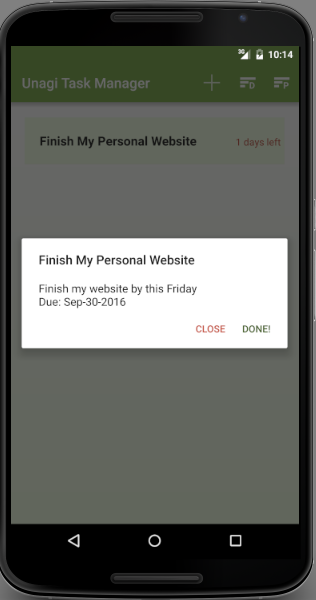 3G 10:14
Unagi Task Manager D P
Finish My Personal Website 1 days left
Finish My Personal Website
Finish my website by this Friday
Due: Sep-30-2016
CLOSE DONE!